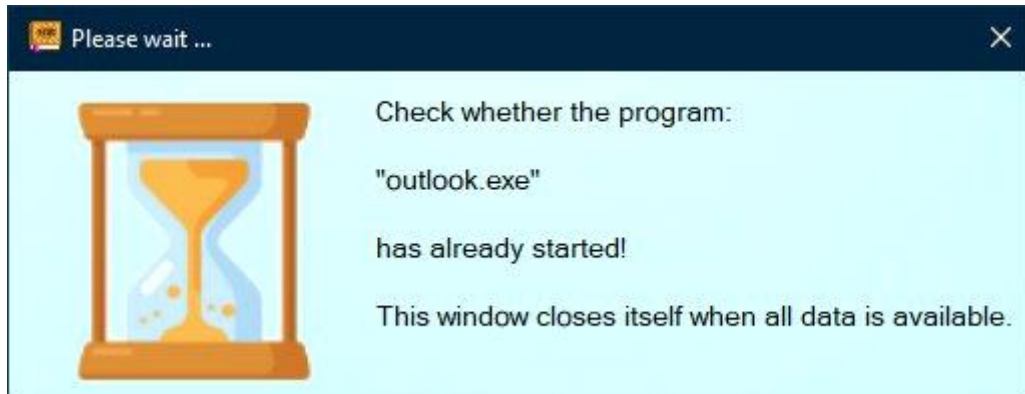 Please wait ...
Check whether the program:
"outlook.exe"
has already started!
This window closes itself when all data is available.